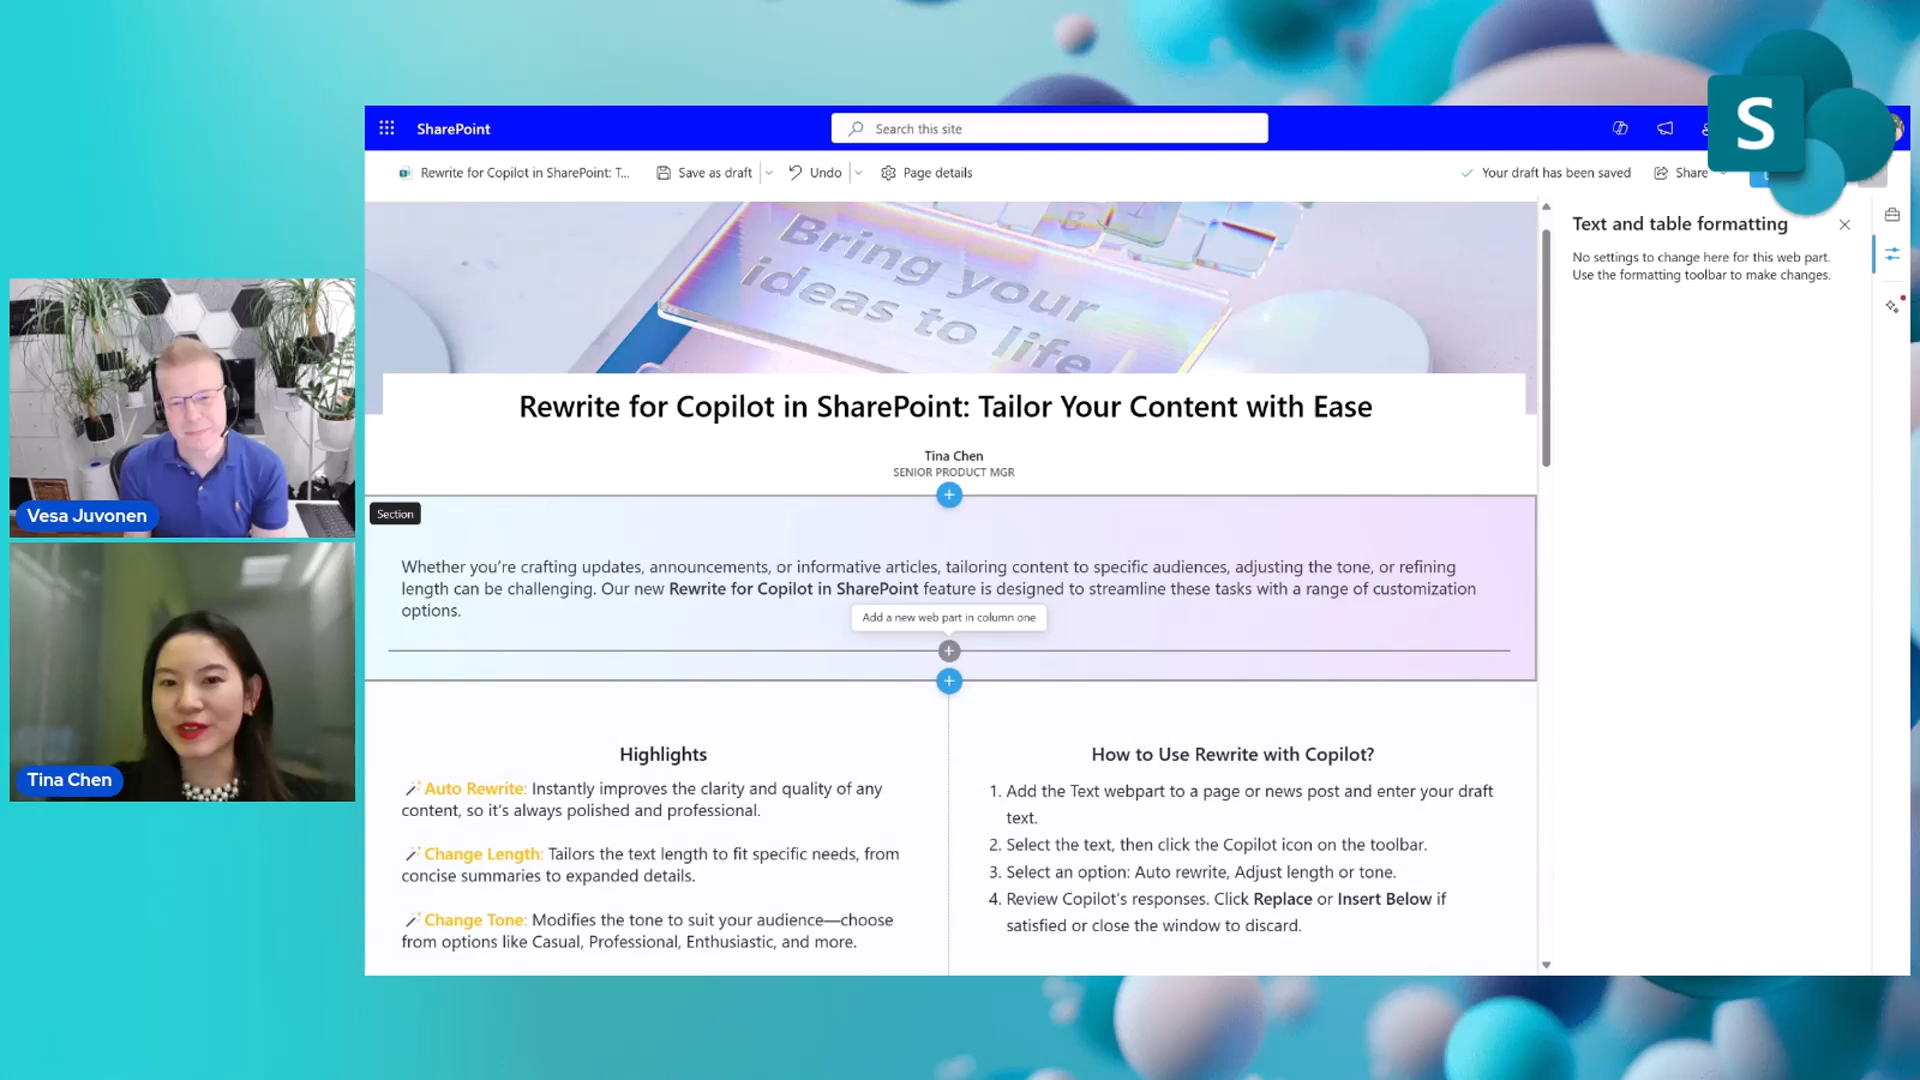 S
SharePoint
Search this site
Rewrite for Copilot in SharePoint: T...
Save as draft
Undo
Page details
Your draft has been saved
Share
Bring your
ideas to life
Text and table formatting
No settings to change here for this web part.
Use the formatting toolbar to make changes.
Rewrite for Copilot in SharePoint: Tailor Your Content with Ease
Tina Chen
SENIOR PRODUCT MGR
Section
Whether you're crafting updates, announcements, or informative articles, tailoring content to specific audiences, adjusting the tone, or refining
length can be challenging. Our new Rewrite for Copilot in SharePoint feature is designed to streamline these tasks with a range of customization
options.
Add a new web part in column one
Highlights
Auto Rewrite: Instantly improves the clarity and quality of any
content, so it's always polished and professional.
Change Length: Tailors the text length to fit specific needs, from
concise summaries to expanded details.
Change Tone: Modifies the tone to suit your audience—choose
from options like Casual, Professional, Enthusiastic, and more.
How to Use Rewrite with Copilot?
1. Add the Text webpart to a page or news post and enter your draft
text.
2. Select the text, then click the Copilot icon on the toolbar.
3. Select an option: Auto rewrite, Adjust length or tone.
4. Review Copilot's responses. Click Replace or Insert Below if
satisfied or close the window to discard.
Vesa Juvonen
Tina Chen